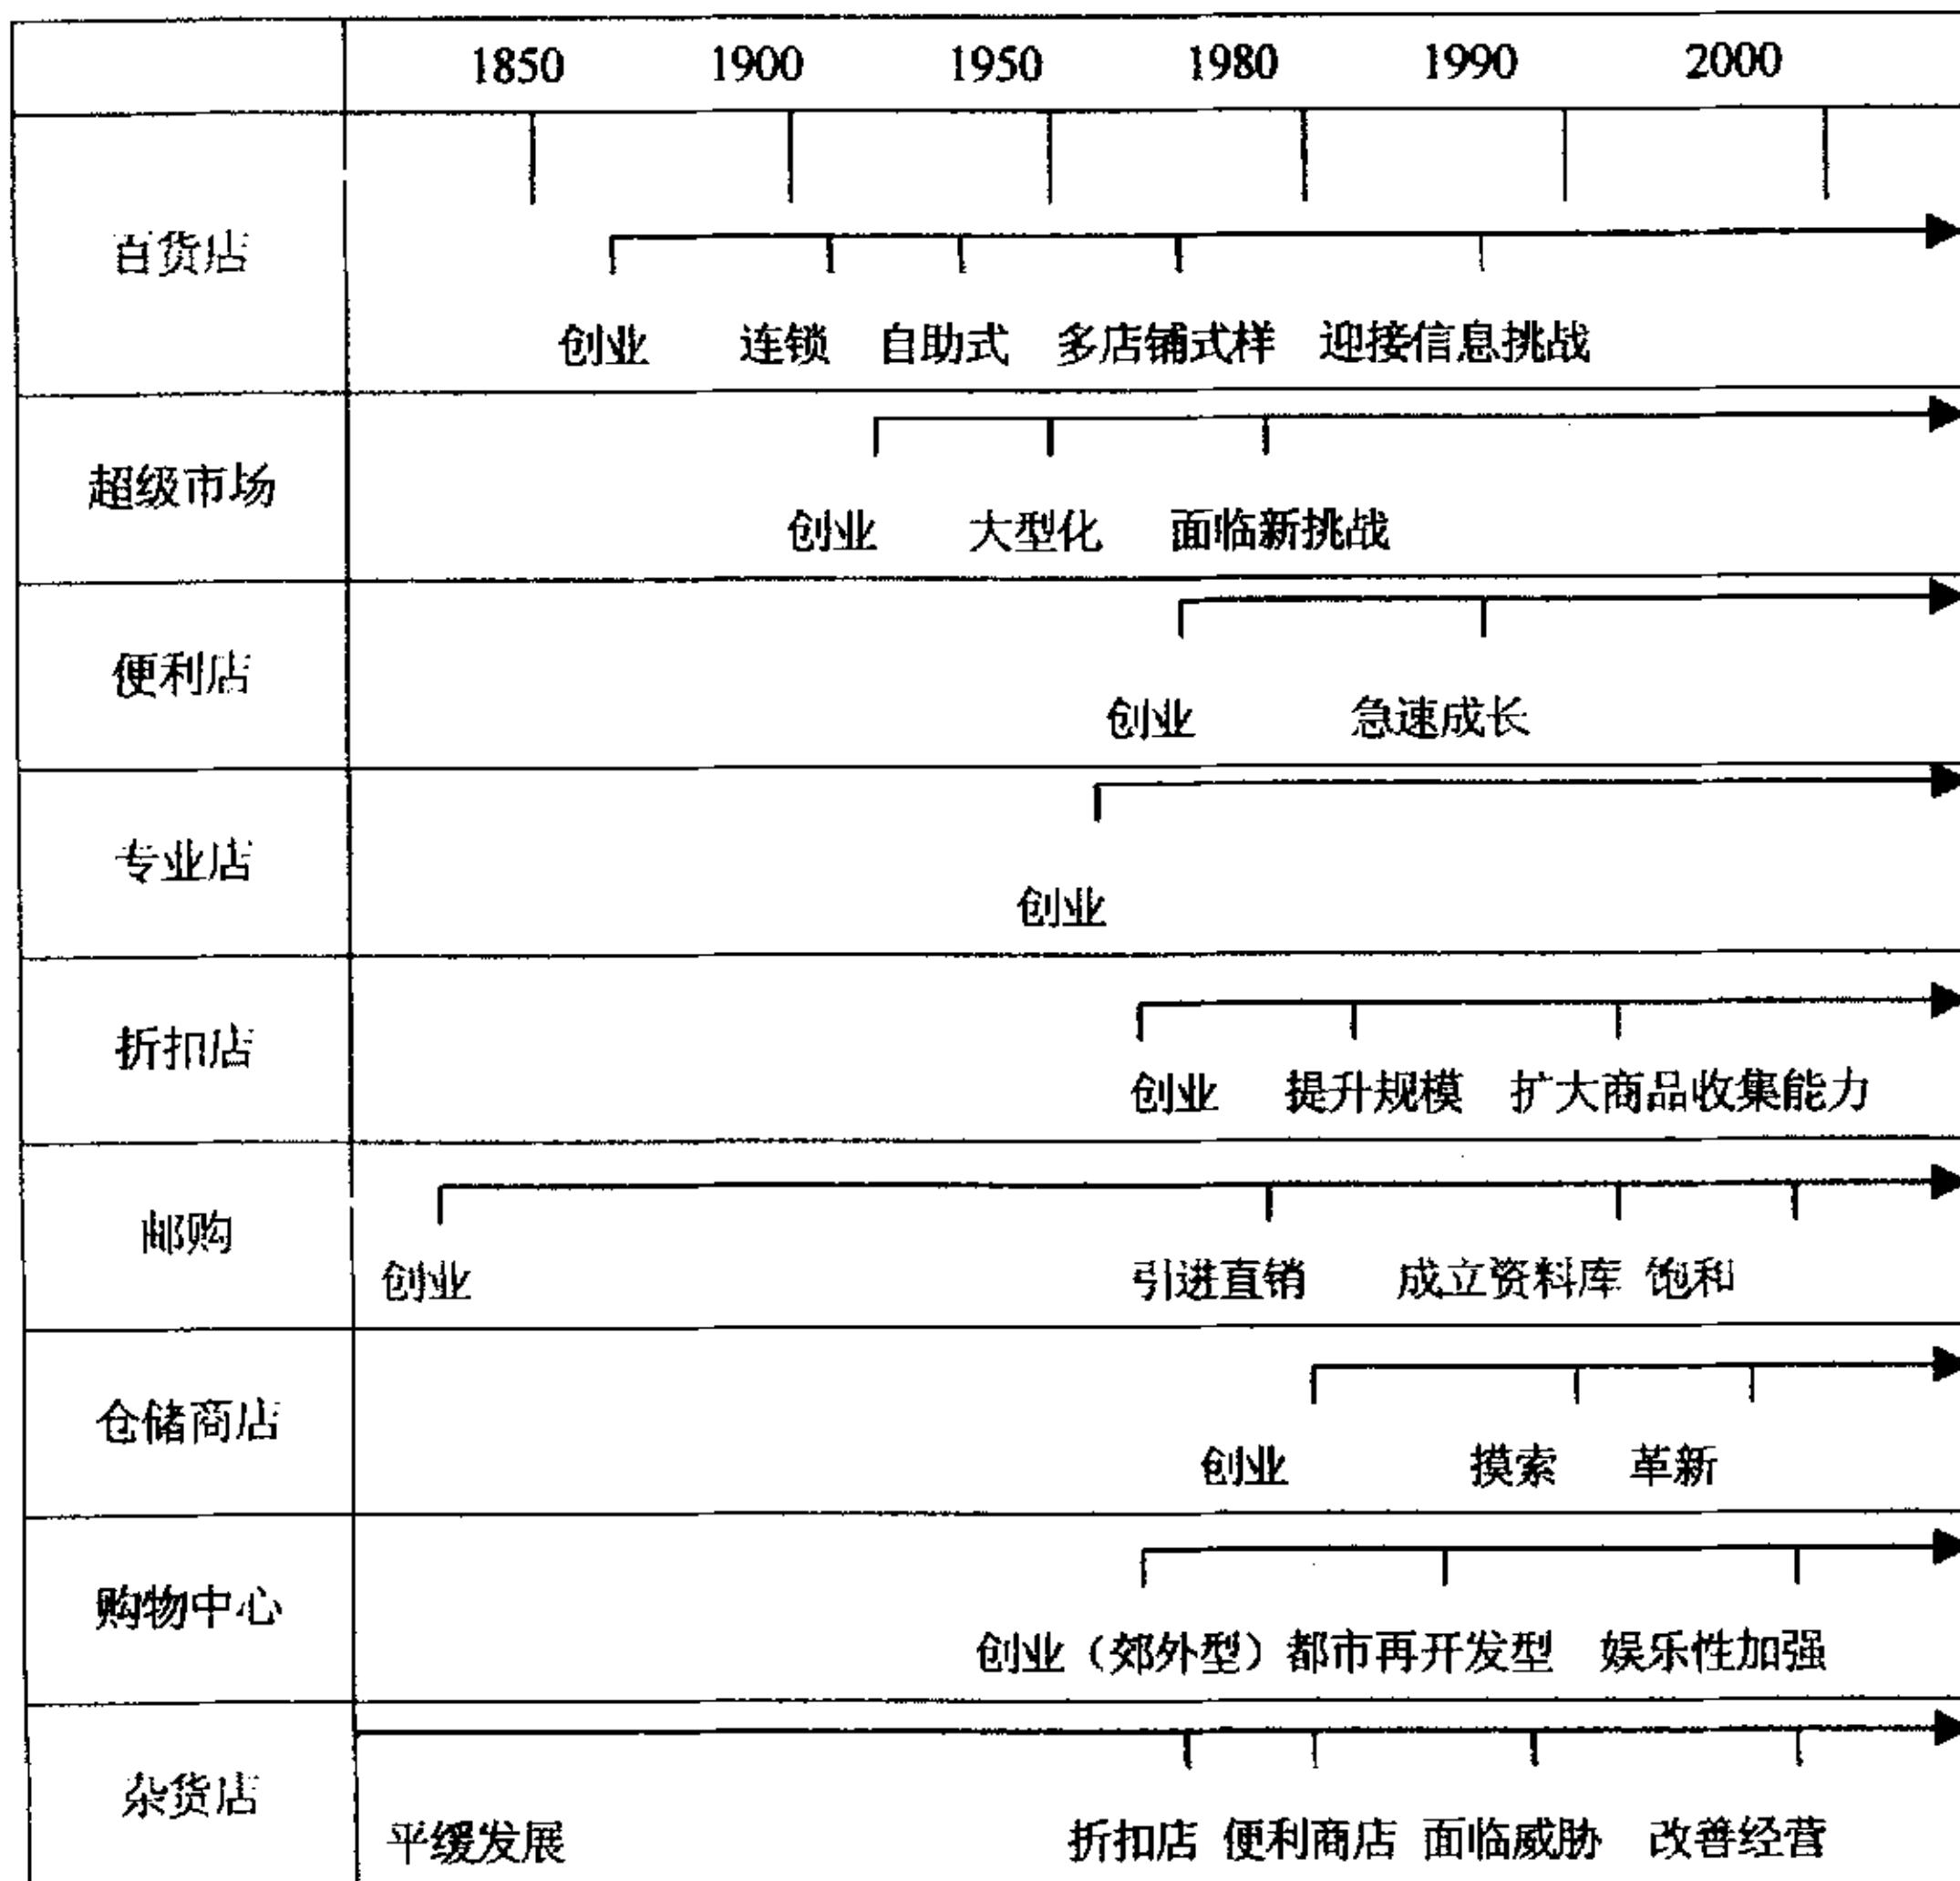 1850 1900 1950 1980 1990 2000
百货店
创业 连锁 自助式 多店铺式样 迎接信息挑战
超级市场
创业 大型化 面临新挑战
便利店
创业 急速成长
专业店
创业
折扣店
创业 提升规模 扩大商品收集能力
邮购
创业 引进直销 成立资料库 饱和
仓储商店
创业 摸索 革新
购物中心
创业（郊外型）都市再开发型 娱乐性加强
杂货店
平缓发展 折扣店 便利商店 面临威胁 改善经营